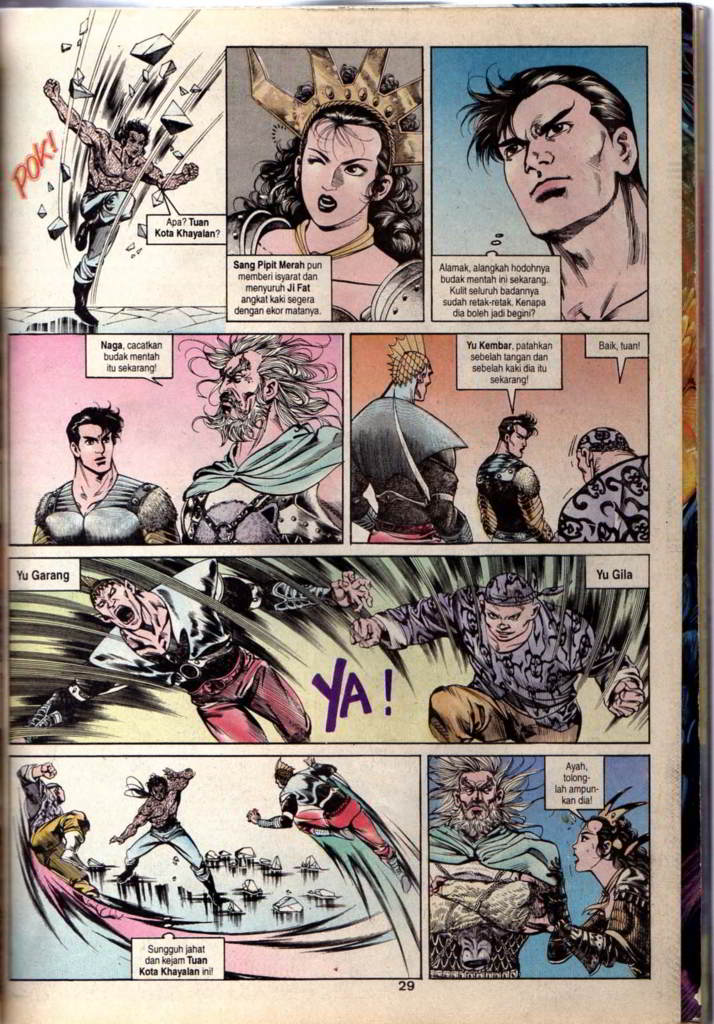 POK!
Apa? Tuan
Kota Khayalan?
Sang Pipit Merah pun
memberi isyarat dan
menyuruh Ji Fat
angkat kaki segera
dengan ekor matanya.
Alamak, alangkah hodohnya
budak mentah ini sekarang.
Kulit seluruh badannya
sudah retak-retak. Kenapa
dia boleh jadi begini?
Naga, cacatkan
budak mentah
itu sekarang!
Yu Kembar, patahkan
sebelah tangan dan
sebelah kaki dia itu
sekarang!
Baik, tuan!
Yu Garang
YA!
Yu Gila
Sungguh jahat
dan kejam Tuan
Kota Khayalan ini!
Ayah,
tolong-
lah ampun-
kan dia!
29